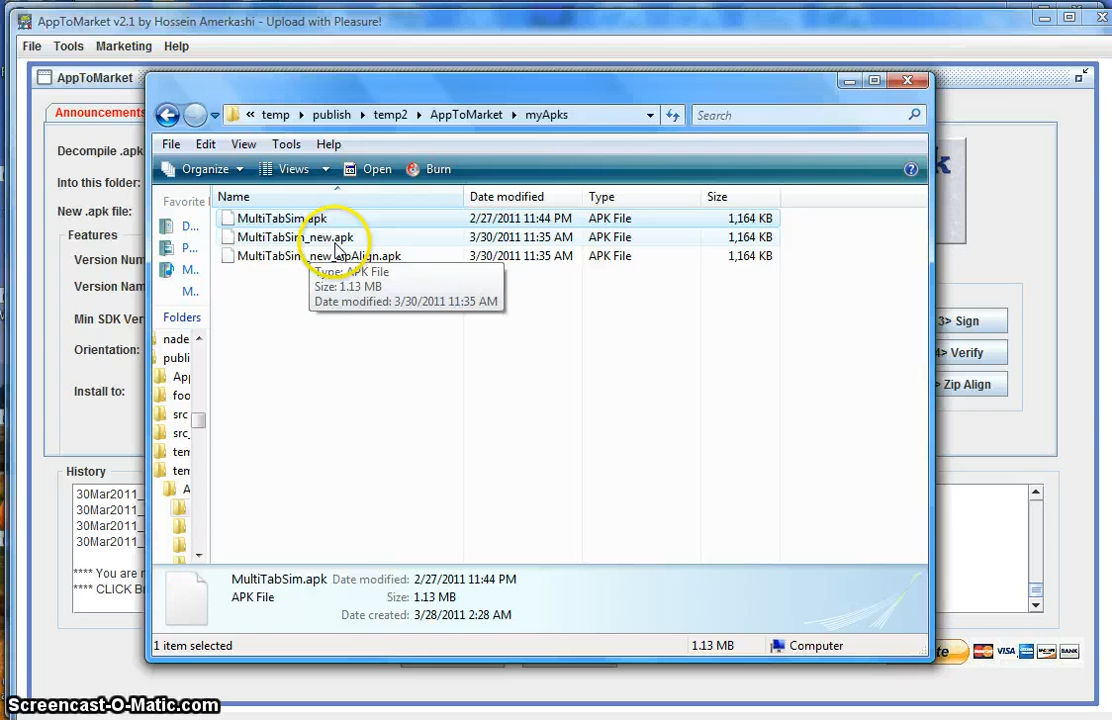 AppToMarket v2.1 by Hossein Amerkashi - Upload with Pleasure!
File Tools Marketing Help
AppToMarket
Announcements
Decompile .apk
Into this folder:
New .apk file:
Features
Version Num
Version Nam
Min SDK Ver
Orientation:
Install to:
« temp publish temp2 AppToMarket myApks
Search
File Edit View Tools Help
Organize Views Open Burn
Favorite
Name Date modified Type Size
MultiTabSim.apk 2/27/2011 11:44 PM APK File 1,164 KB
MultiTabSim_new.apk 3/30/2011 11:35 AM APK File 1,164 KB
MultiTabSim_new_zipAlign.apk 3/30/2011 11:35 AM APK File 1,164 KB
Type: APK File
Size: 1.13 MB
Date modified: 3/30/2011 11:35 AM
D...
P...
M..
M..
Folders
nade
publi
App
foo
src
src_
tem
tem
A
3> Sign
> Verify
> Zip Align
History
30Mar2011_
30Mar2011_
30Mar2011_
30Mar2011_
**** You are n
**** CLICK Br
MultiTabSim.apk Date modified: 2/27/2011 11:44 PM
APK File Size: 1.13 MB
Date created: 3/28/2011 2:28 AM
1 item selected 1.13 MB Computer
te VISA BANK
Screencast-O-Matic.com